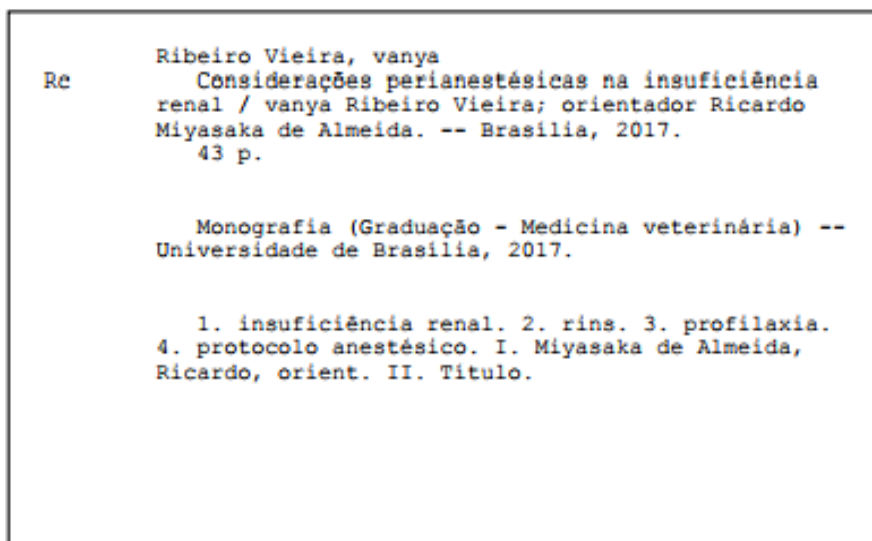 Ribeiro Vieira, vanya
Rc Considerações perianestésicas na insuficiência
renal / vanya Ribeiro Vieira; orientador Ricardo
Miyasaka de Almeida. -- Brasília, 2017.
43 p.
Monografia (Graduação - Medicina veterinária) --
Universidade de Brasília, 2017.
1. insuficiência renal. 2. rins. 3. profilaxia.
4. protocolo anestésico. I. Miyasaka de Almeida,
Ricardo, orient. II. Título.